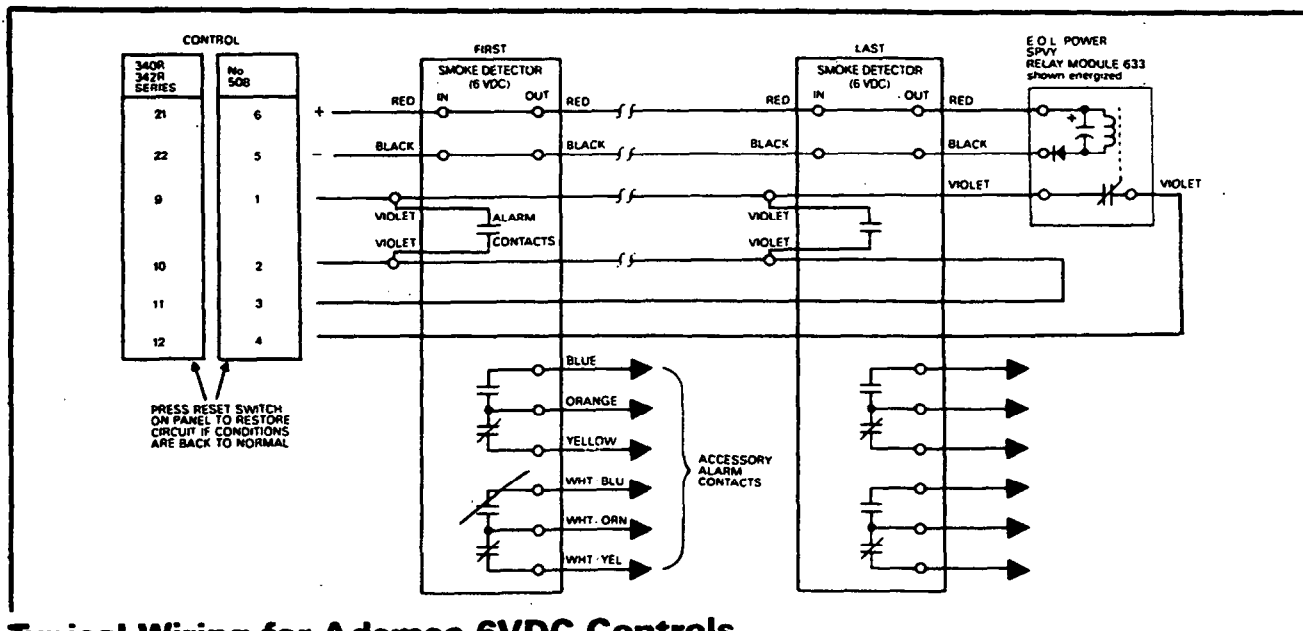 CONTROL
340R
342R
SERIES
No
508
21
6
22
5
9
1
10
2
11
3
12
4
PRESS RESET SWITCH
ON PANEL TO RESTORE
CIRCUIT IF CONDITIONS
ARE BACK TO NORMAL
+
−
FIRST
SMOKE DETECTOR
(6 VDC)
RED
IN
OUT
RED
BLACK
BLACK
VIOLET
ALARM
VIOLET
CONTACTS
BLUE
ORANGE
YELLOW
WHT BLU
WHT-ORN
WHT YEL
ACCESSORY
ALARM
CONTACTS
LAST
SMOKE DETECTOR
(6 VDC)
RED
IN
OUT
RED
BLACK
BLACK
VIOLET
VIOLET
VIOLET
E O L POWER
SPVY
RELAY MODULE 633
shown energized
+
VIOLET
Typical Wiring for Ademco 6VDC Controls